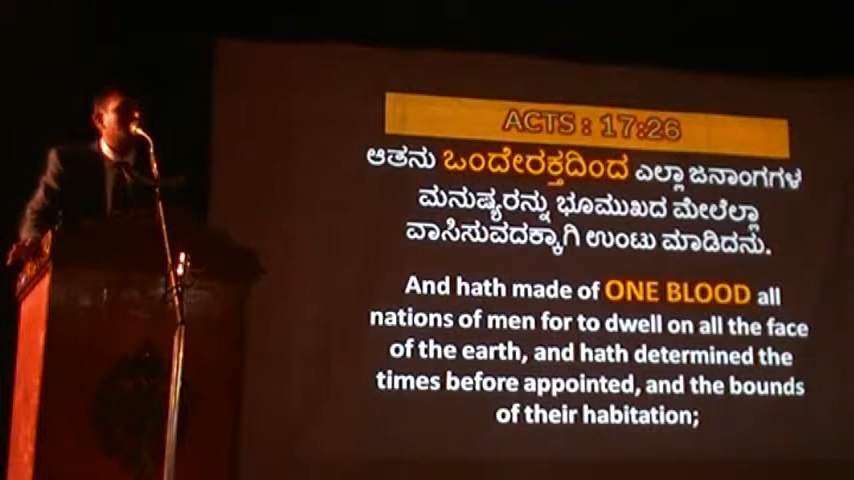 ACTS : 17:26
ಆತನು ಒಂದೇರಕ್ತದಿಂದ ಎಲ್ಲಾ ಜನಾಂಗಗಳ
ಮನುಷ್ಯರನ್ನು ಭೂಮುಖದ ಮೇಲೆಲ್ಲಾ
ವಾಸಿಸುವದಕ್ಕಾಗಿ ಉಂಟು ಮಾಡಿದನು.
And hath made of ONE BLOOD all
nations of men for to dwell on all the face
of the earth, and hath determined the
times before appointed, and the bounds
of their habitation;